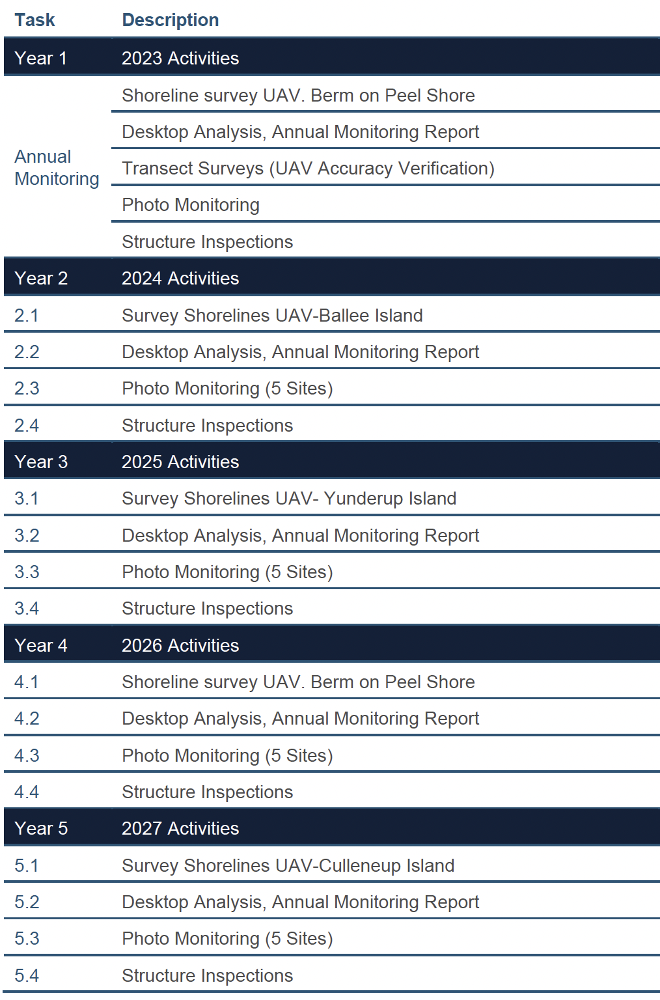 Task Description
Year 1 2023 Activities
Annual Monitoring
Shoreline survey UAV. Berm on Peel Shore
Desktop Analysis, Annual Monitoring Report
Transect Surveys (UAV Accuracy Verification)
Photo Monitoring
Structure Inspections
Year 2 2024 Activities
2.1 Survey Shorelines UAV-Ballee Island
2.2 Desktop Analysis, Annual Monitoring Report
2.3 Photo Monitoring (5 Sites)
2.4 Structure Inspections
Year 3 2025 Activities
3.1 Survey Shorelines UAV- Yunderup Island
3.2 Desktop Analysis, Annual Monitoring Report
3.3 Photo Monitoring (5 Sites)
3.4 Structure Inspections
Year 4 2026 Activities
4.1 Shoreline survey UAV. Berm on Peel Shore
4.2 Desktop Analysis, Annual Monitoring Report
4.3 Photo Monitoring (5 Sites)
4.4 Structure Inspections
Year 5 2027 Activities
5.1 Survey Shorelines UAV-Culleneup Island
5.2 Desktop Analysis, Annual Monitoring Report
5.3 Photo Monitoring (5 Sites)
5.4 Structure Inspections